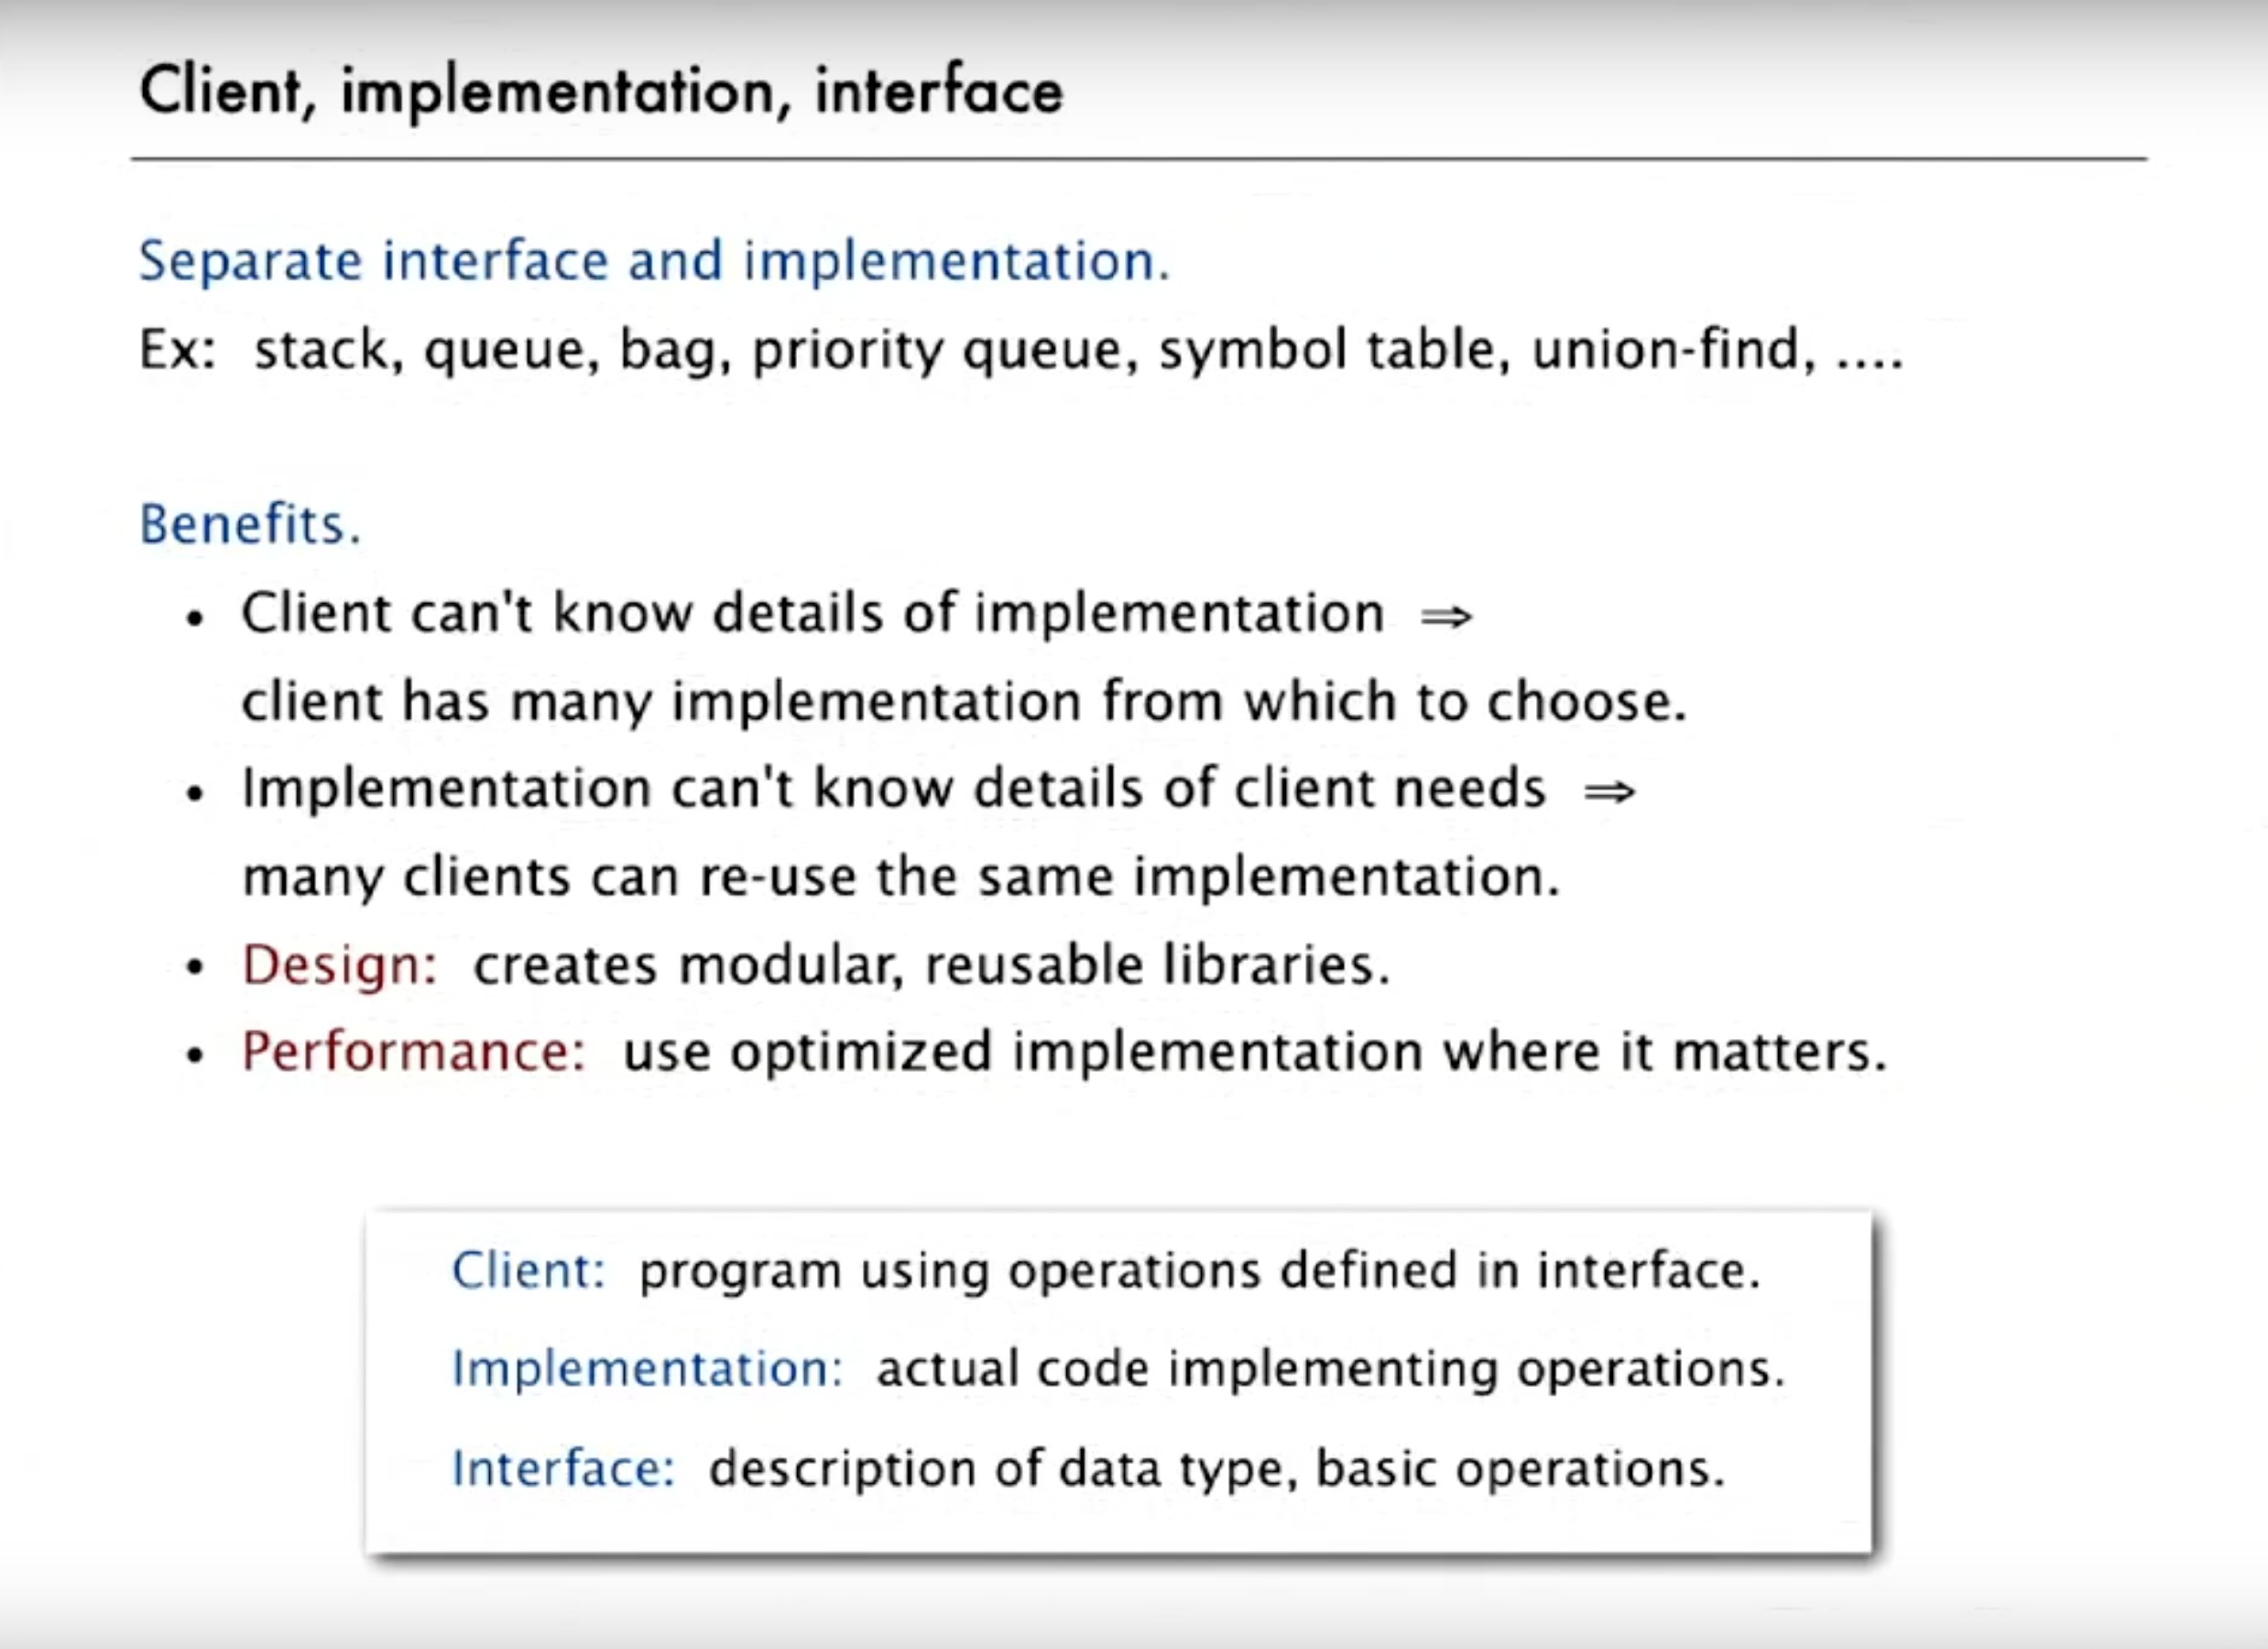 Client, implementation, interface
Separate interface and implementation.
Ex: stack, queue, bag, priority queue, symbol table, union-find, ....
Benefits.
• Client can't know details of implementation ⇒
client has many implementation from which to choose.
• Implementation can't know details of client needs ⇒
many clients can re-use the same implementation.
• Design: creates modular, reusable libraries.
• Performance: use optimized implementation where it matters.
Client: program using operations defined in interface.
Implementation: actual code implementing operations.
Interface: description of data type, basic operations.